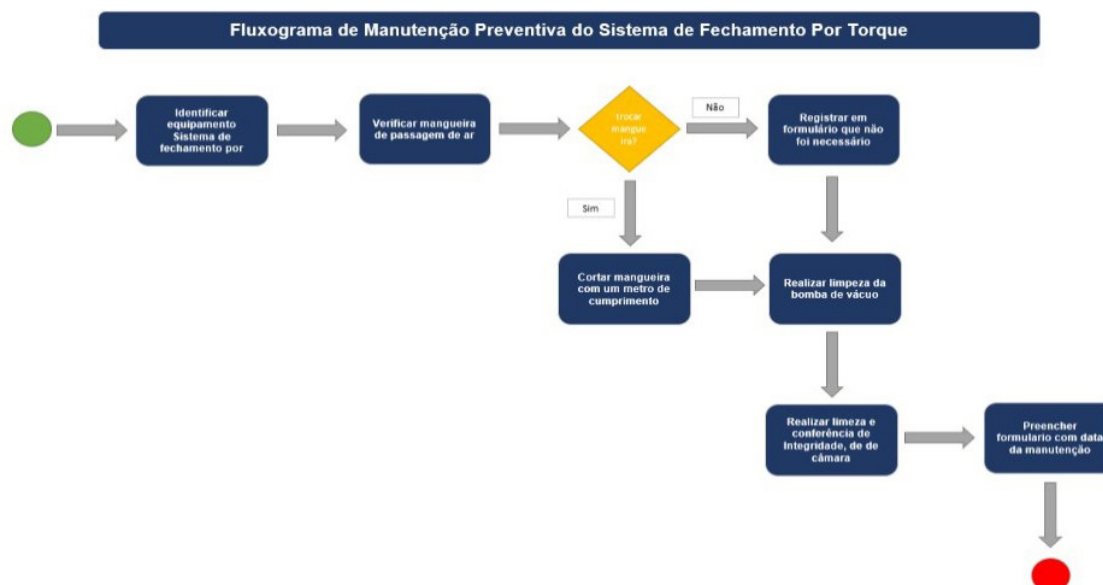 Fluxograma de Manutenção Preventiva do Sistema de Fechamento Por Torque
Identificar
equipamento
Sistema de
fechamento por
Verificar mangueira
de passagem de ar
trocar
mangue
ira?
Não
Registrar em
formulário que não
foi necessário
Sim
Cortar mangueira
com um metro de
cumprimento
Realizar limpeza da
bomba de vácuo
Realizar limeza e
conferência de
Integridade, de de
câmara
Preencher
formulario com data
da manutenção